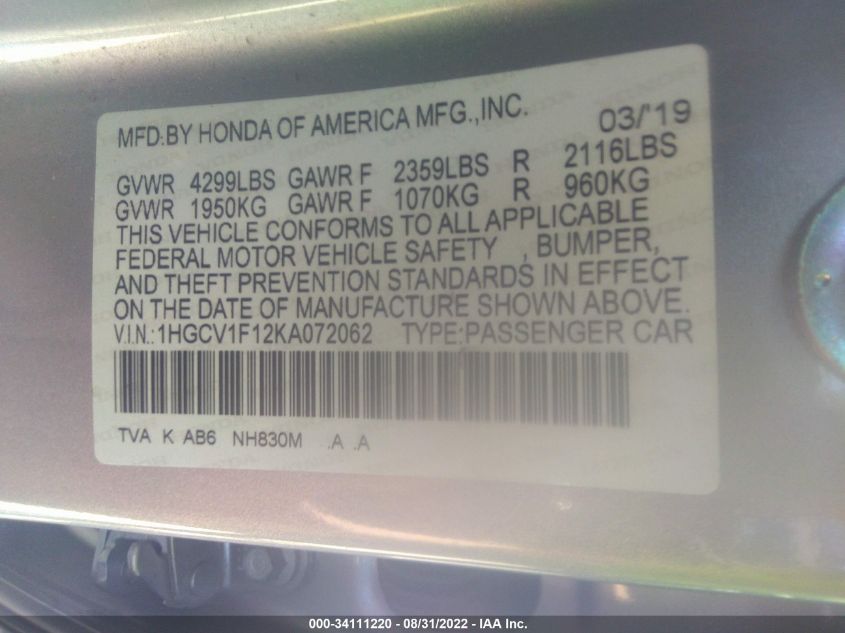 MFD.BY HONDA OF AMERICA MFG.,INC. 03/'19
GVWR 4299LBS GAWR F 2359LBS R 2116LBS
GVWR 1950KG GAWR F 1070KG R 960KG
THIS VEHICLE CONFORMS TO ALL APPLICABLE
FEDERAL MOTOR VEHICLE SAFETY , BUMPER,
AND THEFT PREVENTION STANDARDS IN EFFECT
ON THE DATE OF MANUFACTURE SHOWN ABOVE.
V.I.N.:1HGCV1F12KA072062 TYPE:PASSENGER CAR
TVA K AB6 NH830M .A .A
000-34111220 - 08/31/2022 - IAA Inc.